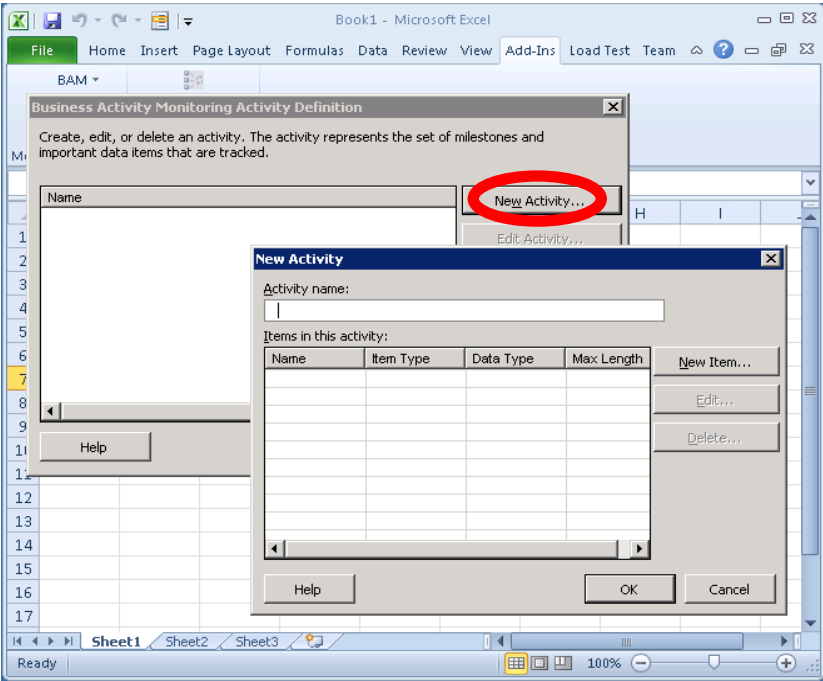 Book1 - Microsoft Excel
File Home Insert Page Layout Formulas Data Review View Add-Ins Load Test Team
BAM
Business Activity Monitoring Activity Definition
Create, edit, or delete an activity. The activity represents the set of milestones and
important data items that are tracked.
Name
New Activity...
Edit Activity...
H I
New Activity
Activity name:
Items in this activity:
Name Item Type Data Type Max Length
New Item...
Edit...
Delete...
Help
Help OK Cancel
1
2
3
4
5
6
7
8
9
12
13
14
15
16
17
Sheet1 Sheet2 Sheet3
Ready 100%